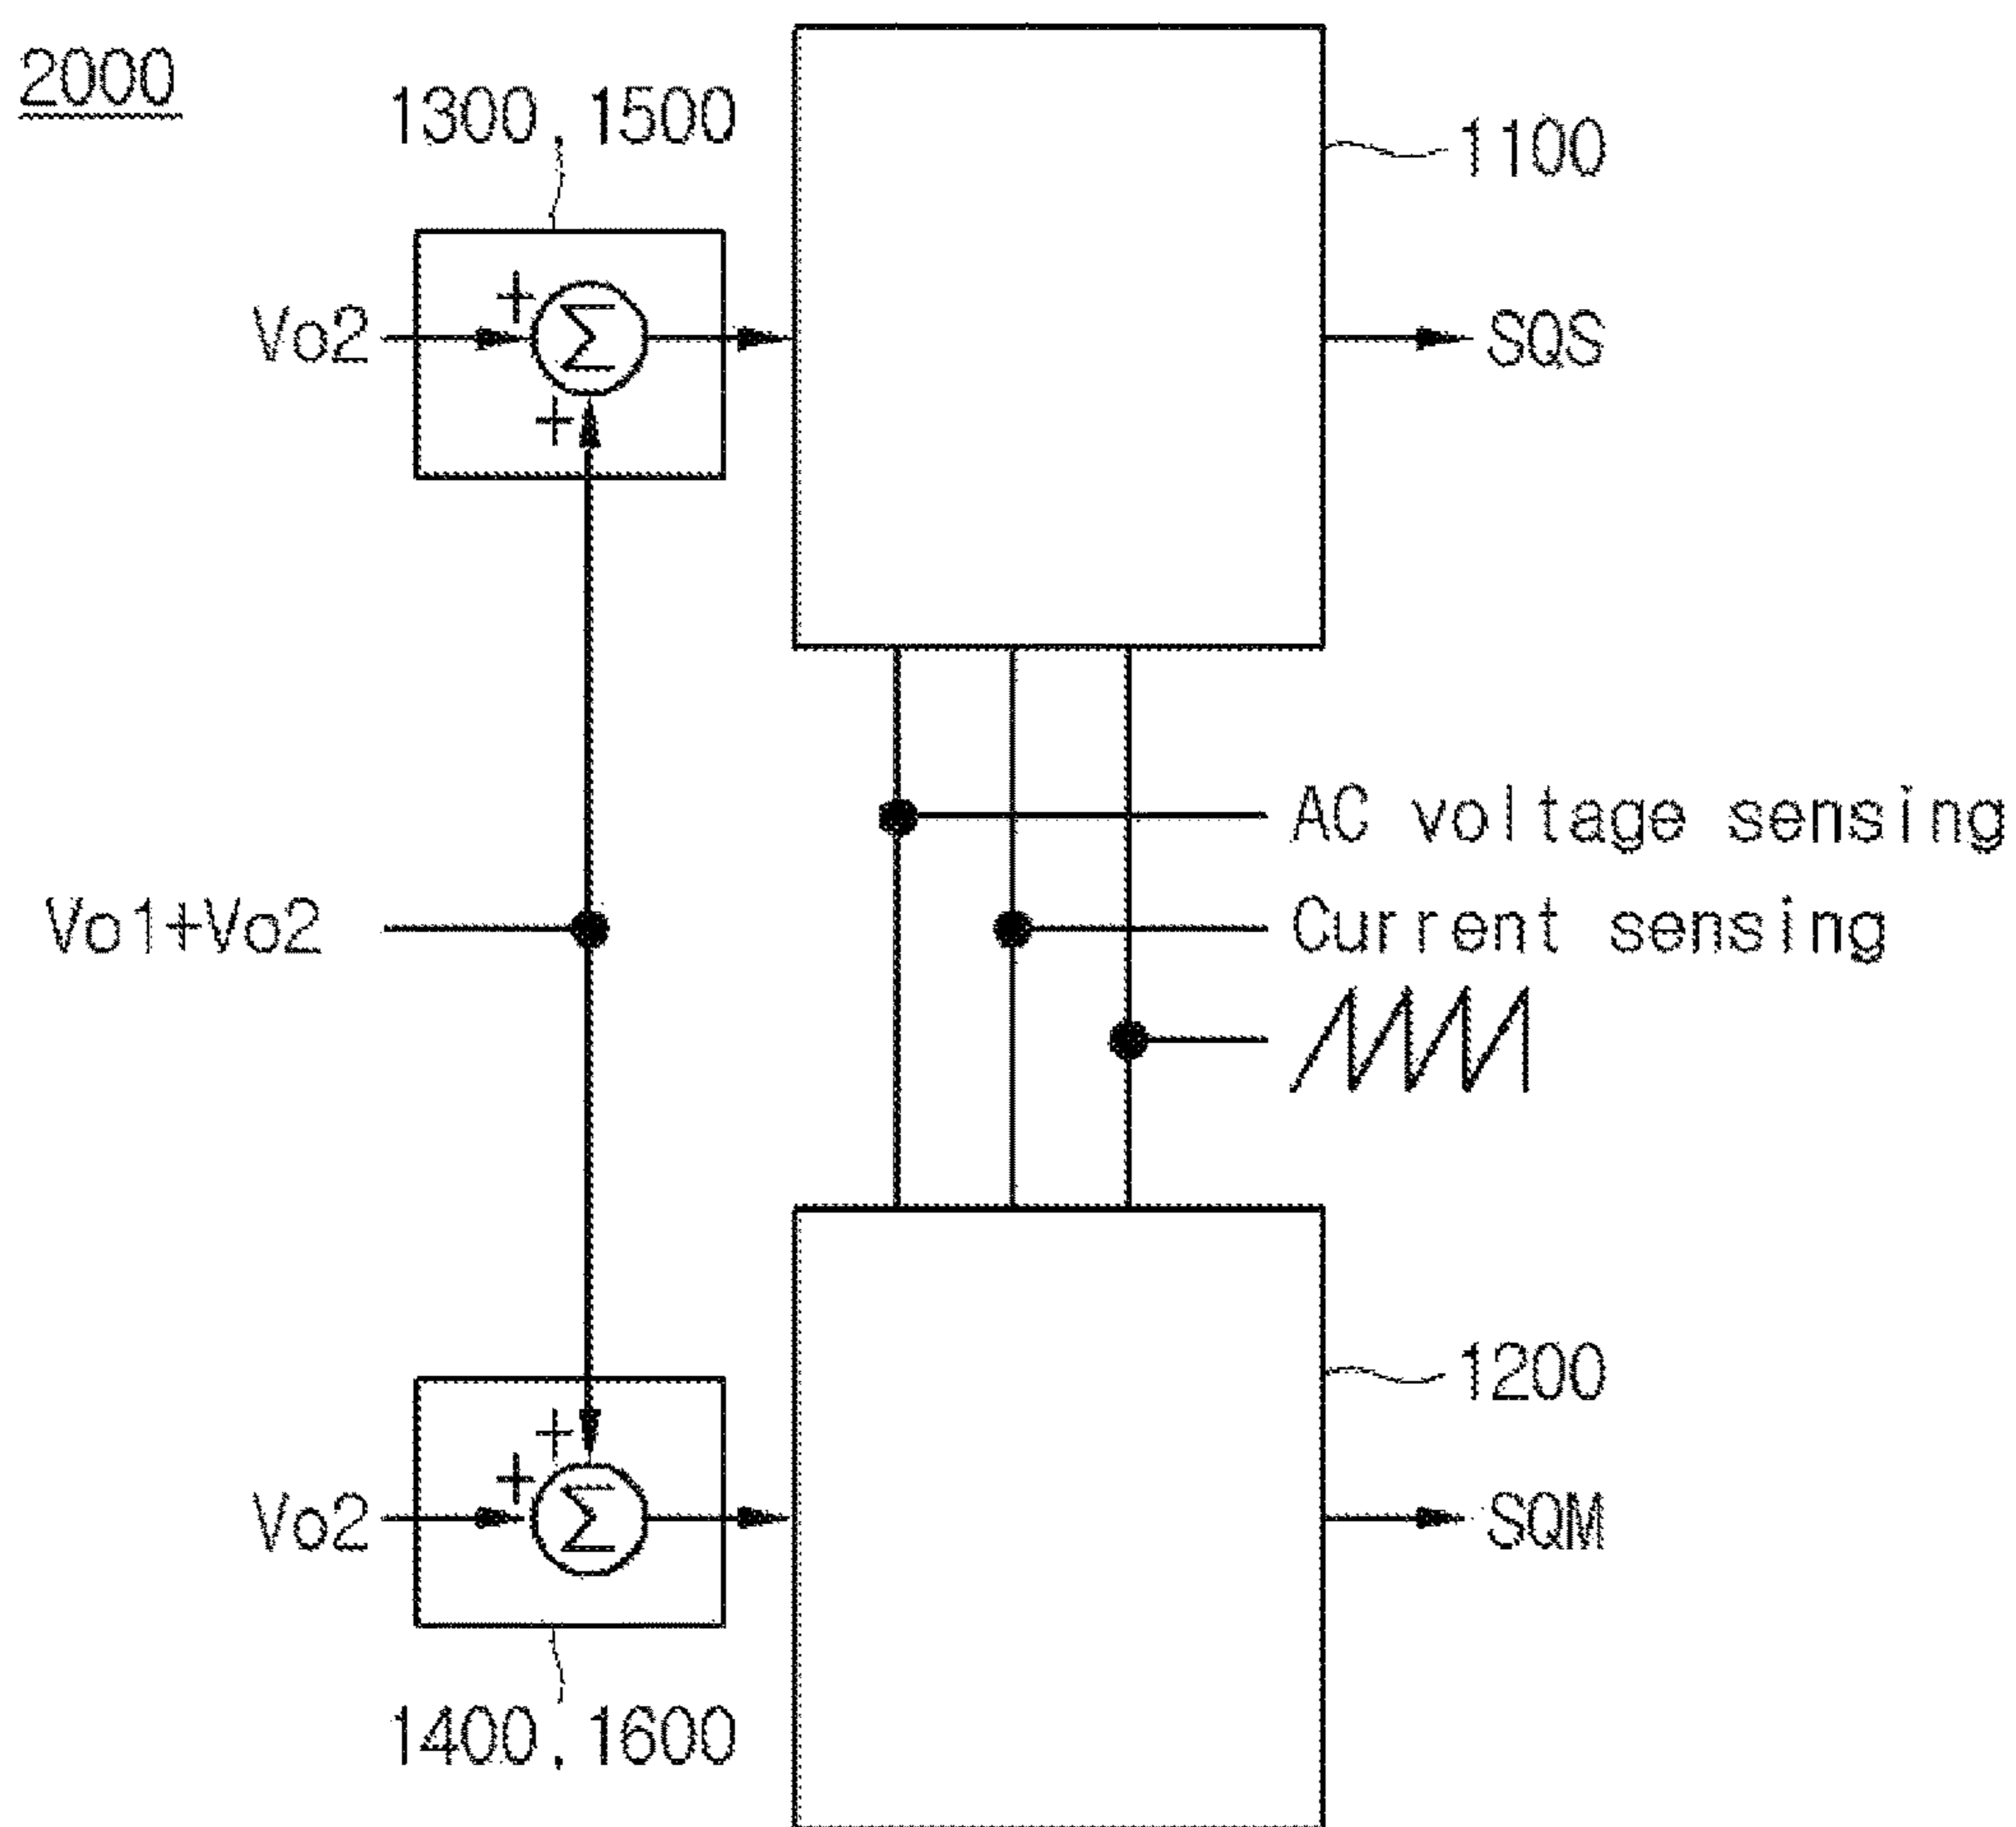 2000
1300,1500
1100
Vo2
+
Σ
+
SQS
AC voltage sensing
Vo1+Vo2
Current sensing
1200
+
+
Vo2
Σ
SQM
1400,1600